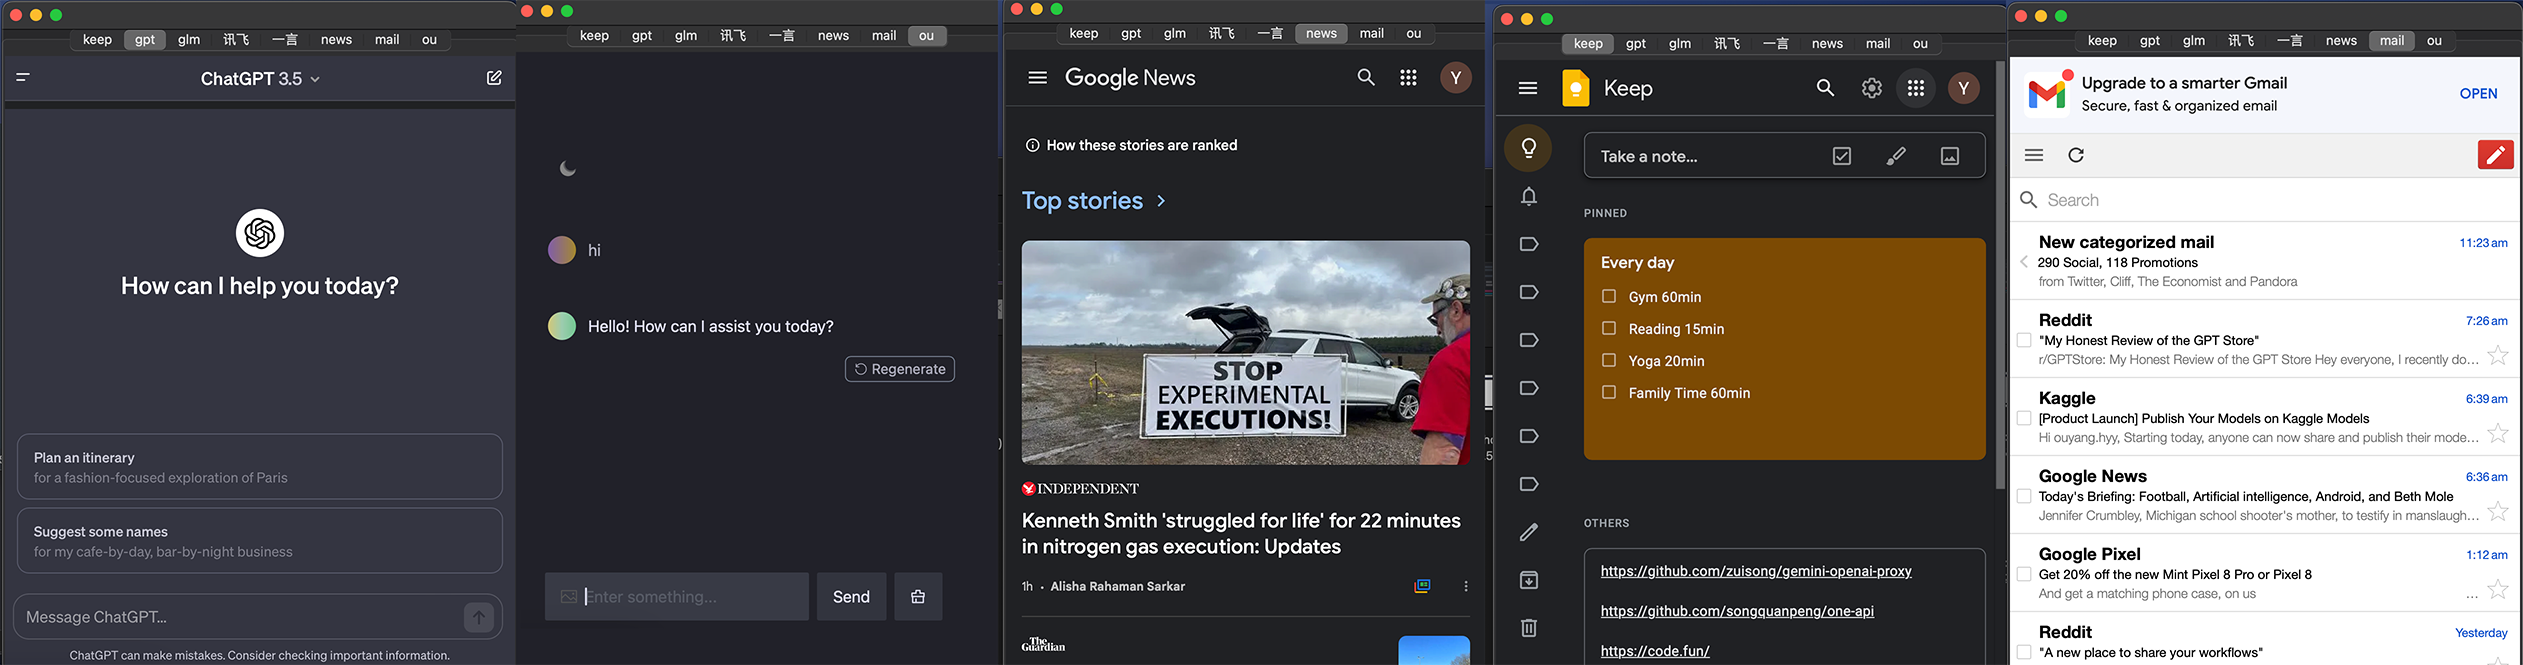 keep gpt glm 讯飞 一言 news mail ou
ChatGPT 3.5
How can I help you today?
Plan an itinerary
for a fashion-focused exploration of Paris
Suggest some names
for my cafe-by-day, bar-by-night business
Message ChatGPT...
ChatGPT can make mistakes. Consider checking important information.
keep gpt glm 讯飞 一言 news mail ou
hi
Hello! How can I assist you today?
Regenerate
Enter something...
Send
keep gpt glm 讯飞 一言 news mail ou
Google News
Y
How these stories are ranked
Top stories
STOP
EXPERIMENTAL
EXECUTIONS!
INDEPENDENT
Kenneth Smith 'struggled for life' for 22 minutes
in nitrogen gas execution: Updates
1h · Alisha Rahaman Sarkar
The
Guardian
keep gpt glm 讯飞 一言 news mail ou
Keep
Y
Take a note...
PINNED
Every day
Gym 60min
Reading 15min
Yoga 20min
Family Time 60min
OTHERS
https://github.com/zuisong/gemini-openai-proxy
https://github.com/songquanpeng/one-api
https://code.fun/
keep gpt glm 讯飞 一言 news mail ou
Upgrade to a smarter Gmail
Secure, fast & organized email
OPEN
Search
New categorized mail 11:23 am
290 Social, 118 Promotions
from Twitter, Cliff, The Economist and Pandora
Reddit 7:26 am
"My Honest Review of the GPT Store"
r/GPTStore: My Honest Review of the GPT Store Hey everyone, I recently do...
Kaggle 6:39 am
[Product Launch] Publish Your Models on Kaggle Models
Hi ouyang.hyy, Starting today, anyone can now share and publish their mode...
Google News 6:36 am
Today's Briefing: Football, Artificial intelligence, Android, and Beth Mole
Jennifer Crumbley, Michigan school shooter's mother, to testify in manslaugh...
Google Pixel 1:12 am
Get 20% off the new Mint Pixel 8 Pro or Pixel 8
And get a matching phone case, on us ...
Reddit Yesterday
"A new place to share your workflows"